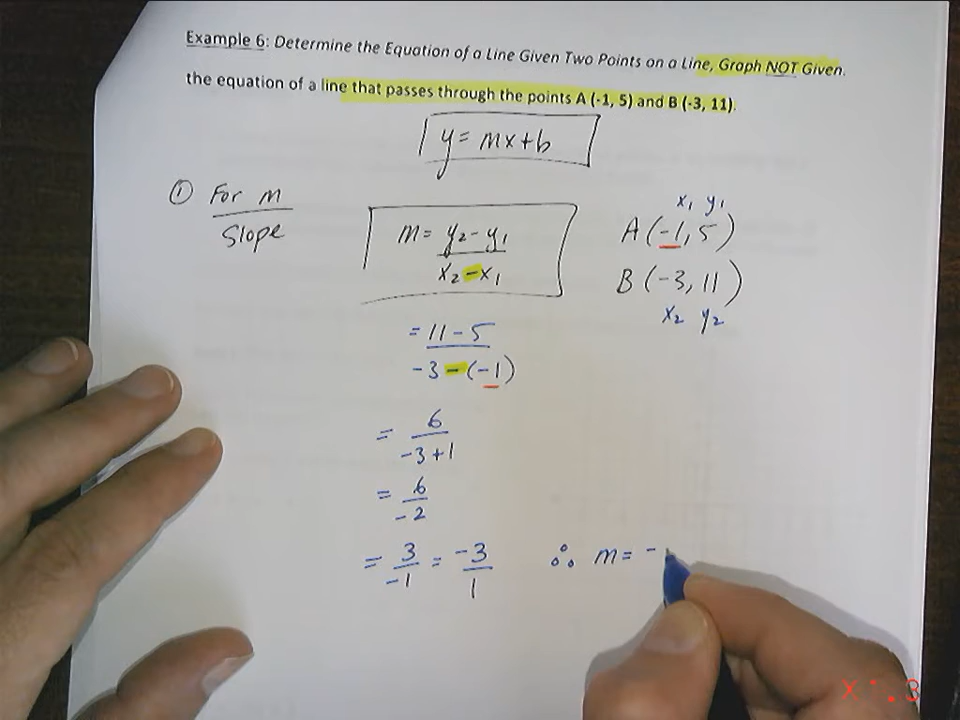 Example 6: Determine the Equation of a Line Given Two Points on a Line, Graph NOT Given.
the equation of a line that passes through the points A (-1, 5) and B (-3, 11).
y = mx+b
① For m
Slope
m = y2 - y1
x2 - x1
x1 y1
A (-1, 5)
B (-3, 11)
x2 y2
= 11 - 5
-3 - (-1)
= 6
-3 + 1
= 6
-2
= 3 = -3
-1 1
∴ m = -